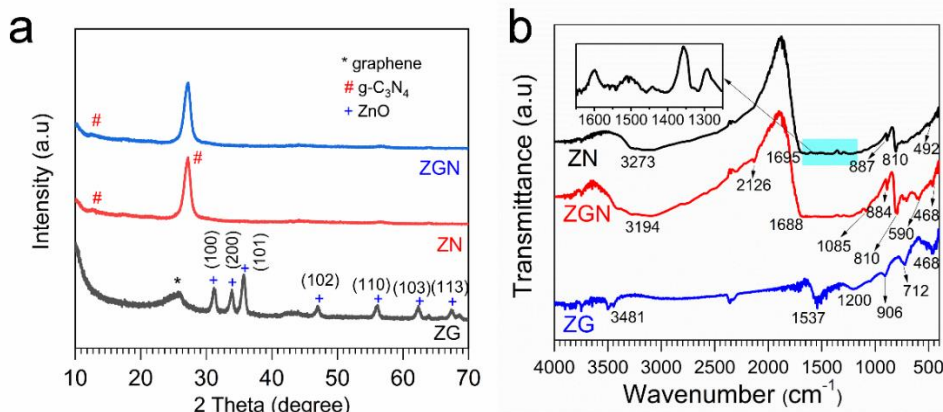 a
* graphene
# g-C3N4
+ ZnO
#
ZGN
#
#
ZN
*
+ (100)
+ (200)
+ (101)
(102)
+
(110)
+
(103)
+
(113)
+
ZG
10 20 30 40 50 60 70
2 Theta (degree)
Intensity (a.u)
b
1600 1500 1400 1300
ZN
3273
1695
887
810
492
2126
ZGN
3194
1688
1085
884
810
590
468
ZG
3481
1537
1200
906
712
468
4000 3500 3000 2500 2000 1500 1000 500
Wavenumber (cm-1)
Transmittance (a.u)